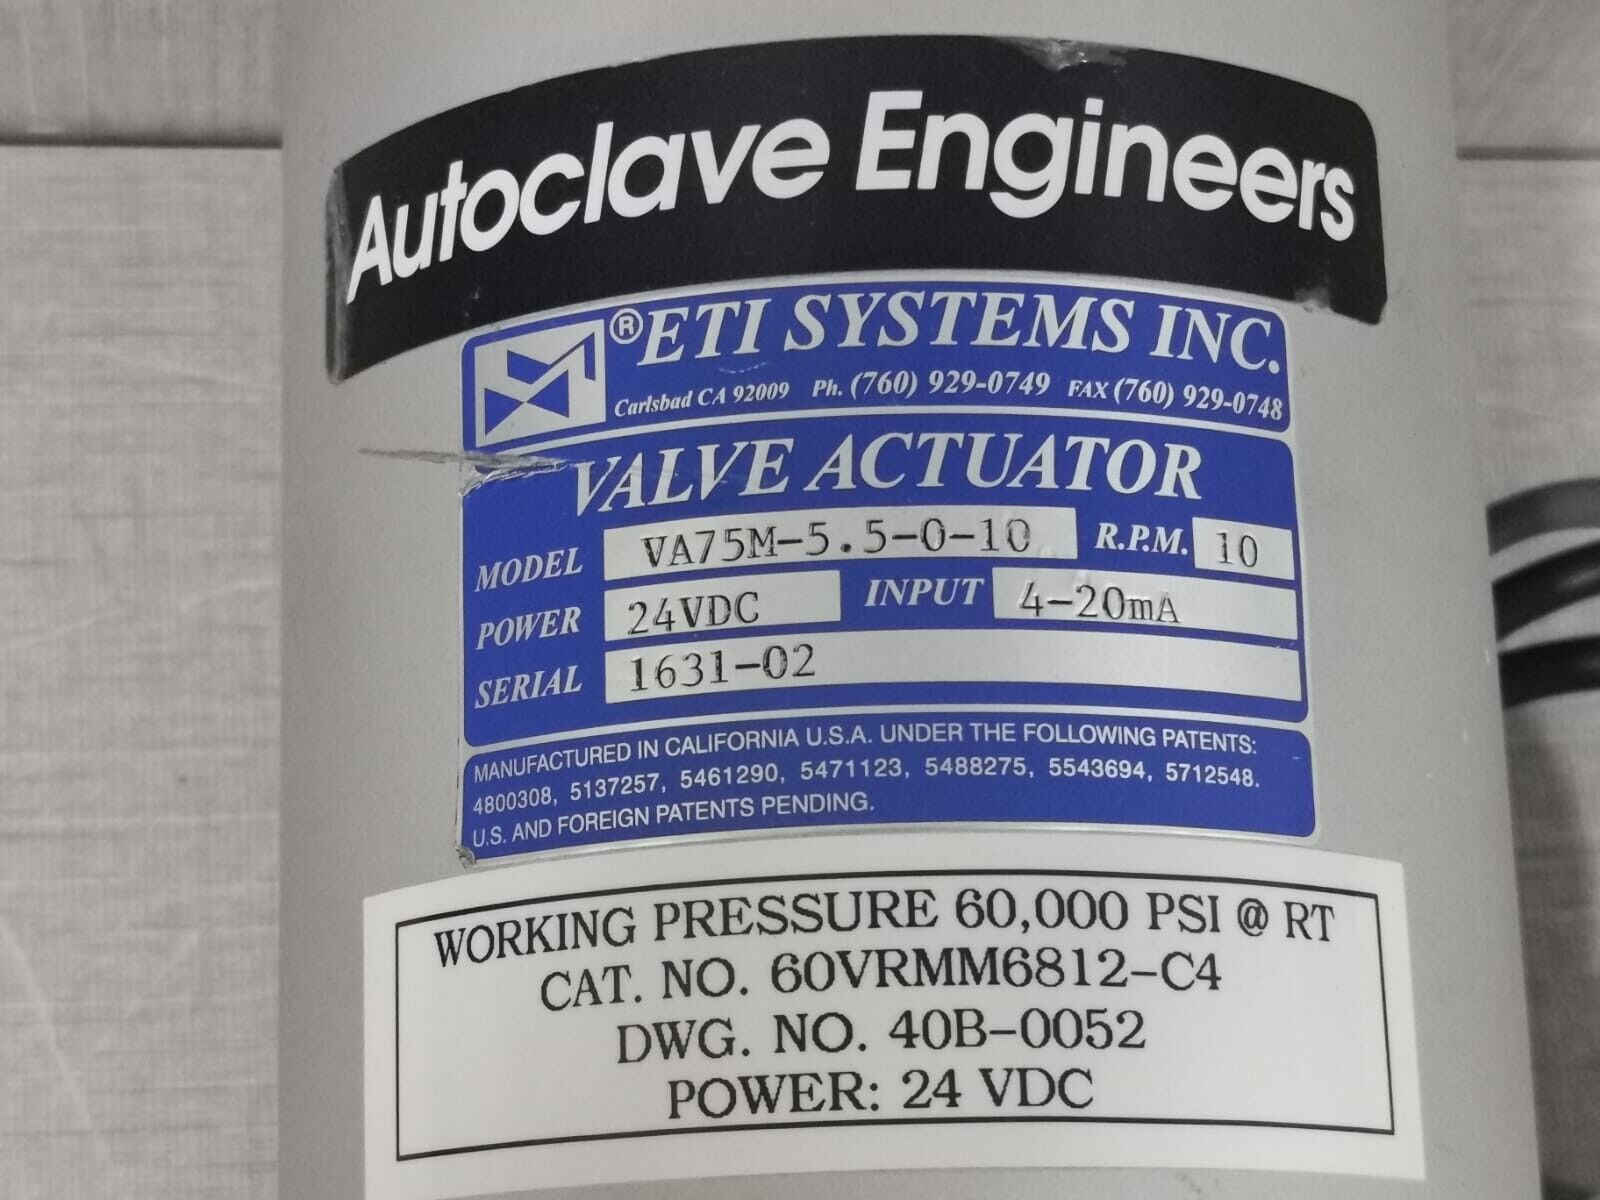 Autoclave Engineers
® ETI SYSTEMS INC.
Carlsbad CA 92009 Ph. (760) 929-0749 FAX (760) 929-0748
VALVE ACTUATOR
MODEL VA75M-5.5-0-10 R.P.M. 10
POWER 24VDC INPUT 4-20mA
SERIAL 1631-02
MANUFACTURED IN CALIFORNIA U.S.A. UNDER THE FOLLOWING PATENTS:
4800308, 5137257, 5461290, 5471123, 5488275, 5543694, 5712548.
U.S. AND FOREIGN PATENTS PENDING.
WORKING PRESSURE 60,000 PSI @ RT
CAT. NO. 60VRMM6812-C4
DWG. NO. 40B-0052
POWER: 24 VDC